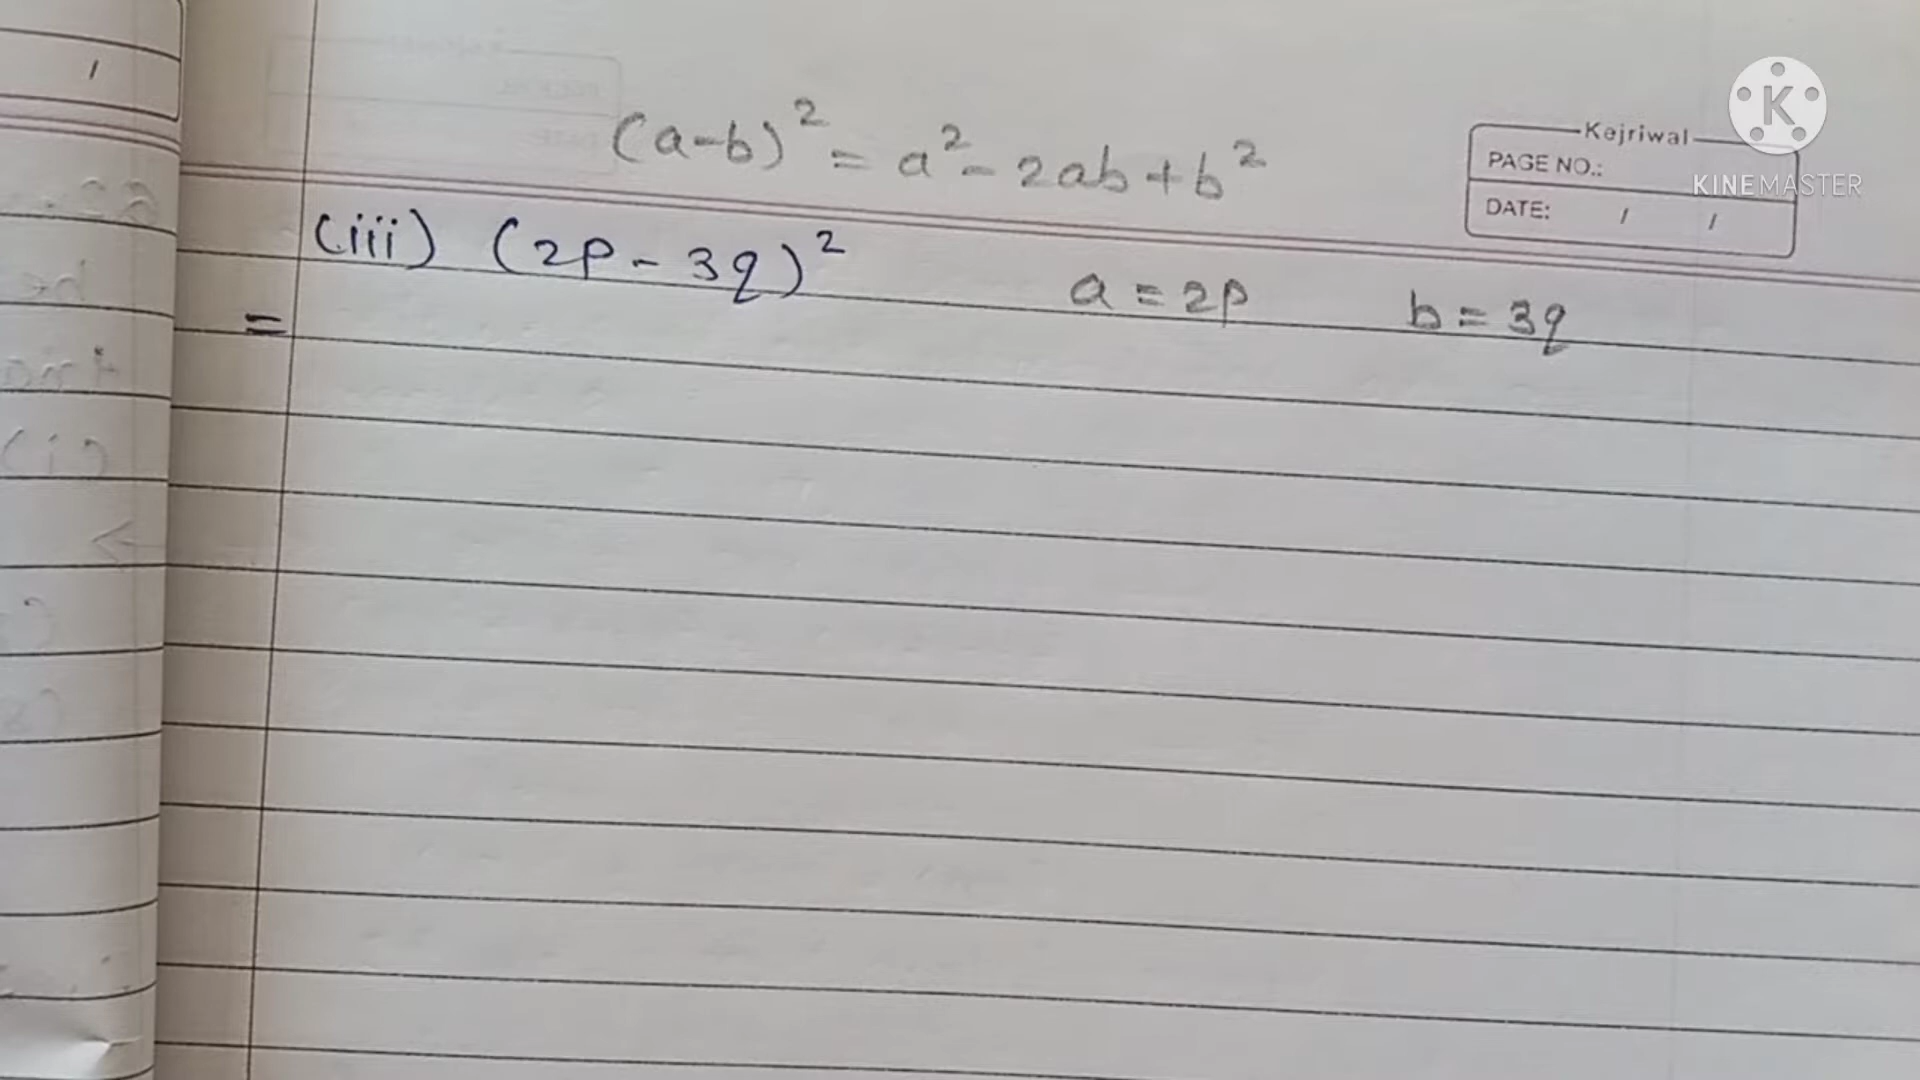 (a-b)² = a² - 2ab + b²
Kejriwal
PAGE NO.:
DATE: / /
KINEMASTER
(iii) (2p - 3q)²
a = 2p b = 3q
=
(i)